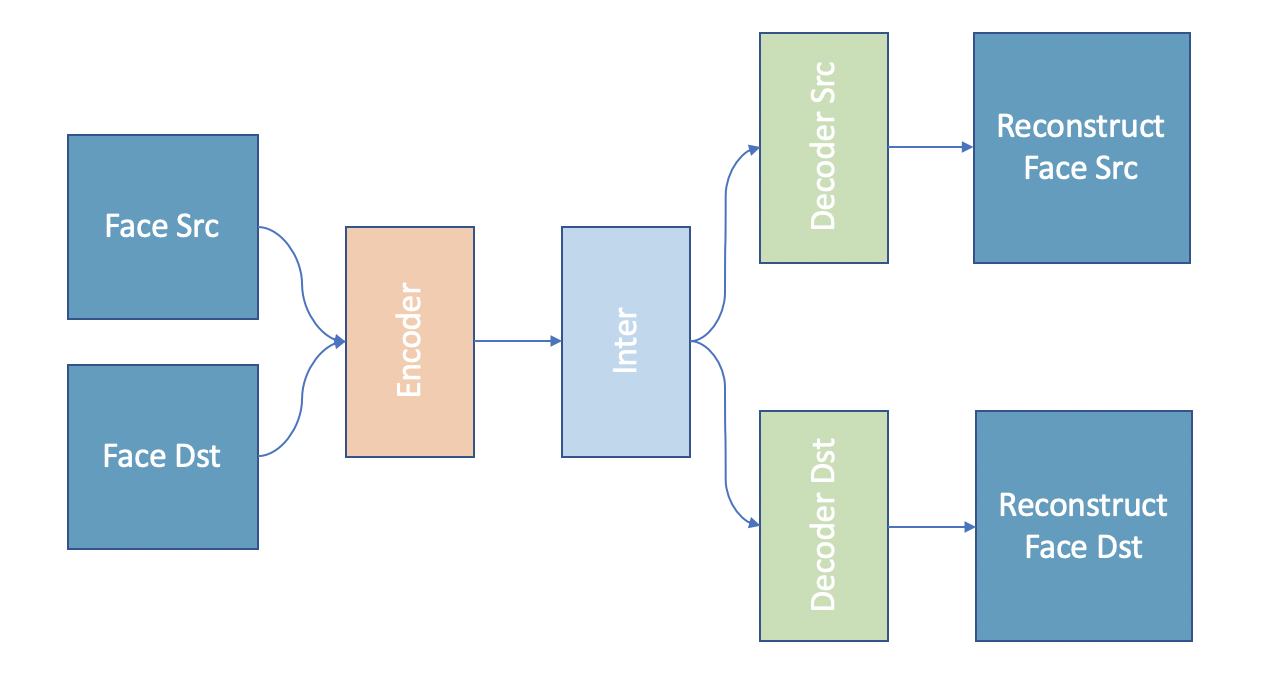 Face Src
Face Dst
Encoder
Inter
Decoder Src
Reconstruct
Face Src
Decoder Dst
Reconstruct
Face Dst